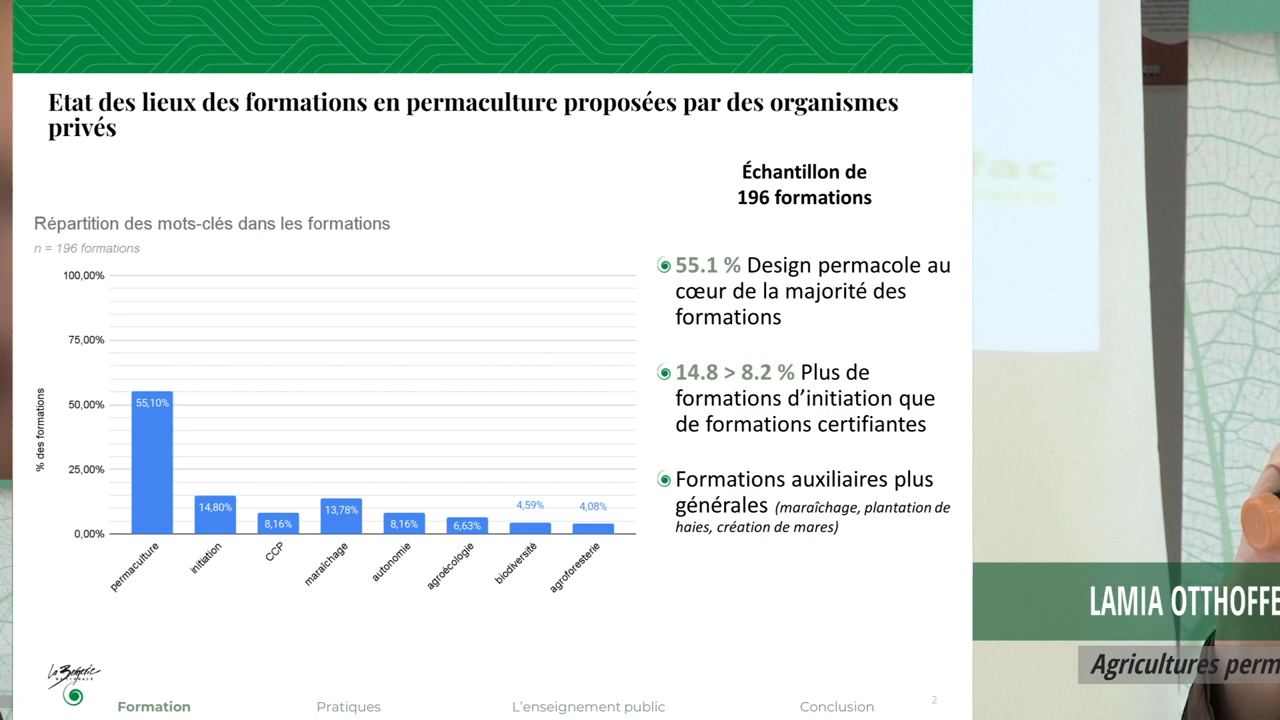 Etat des lieux des formations en permaculture proposées par des organismes
privés
Échantillon de
196 formations
Répartition des mots-clés dans les formations
n = 196 formations
100,00%
75,00%
50,00%
25,00%
0,00%
% des formations
55,10%
14,80%
8,16%
13,78%
8,16%
6,63%
4,59%
4,08%
permaculture
initiation
CCP
maraîchage
autonomie
agroécologie
biodiversité
agroforesterie
55.1 % Design permacole au
cœur de la majorité des
formations
14.8 > 8.2 % Plus de
formations d’initiation que
de formations certifiantes
Formations auxiliaires plus
générales (maraîchage, plantation de
haies, création de mares)
La Bergerie
NATIONALE
Formation
Pratiques
L’enseignement public
Conclusion
2
fac
LAMIA OTTHOFFE
Agricultures perm